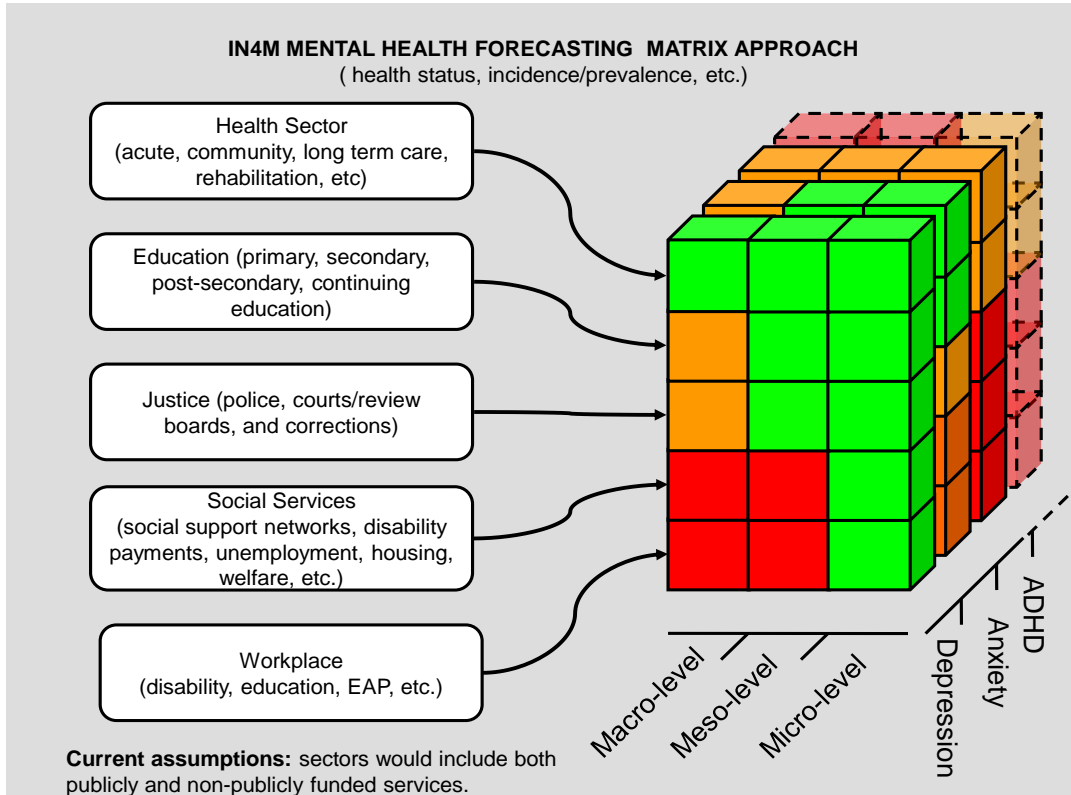 IN4M MENTAL HEALTH FORECASTING MATRIX APPROACH
( health status, incidence/prevalence, etc.)
Health Sector
(acute, community, long term care,
rehabilitation, etc)
Education (primary, secondary,
post-secondary, continuing
education)
Justice (police, courts/review
boards, and corrections)
Social Services
(social support networks, disability
payments, unemployment, housing,
welfare, etc.)
Workplace
(disability, education, EAP, etc.)
Macro-level
Meso-level
Micro-level
Depression
Anxiety
ADHD
Current assumptions: sectors would include both
publicly and non-publicly funded services.